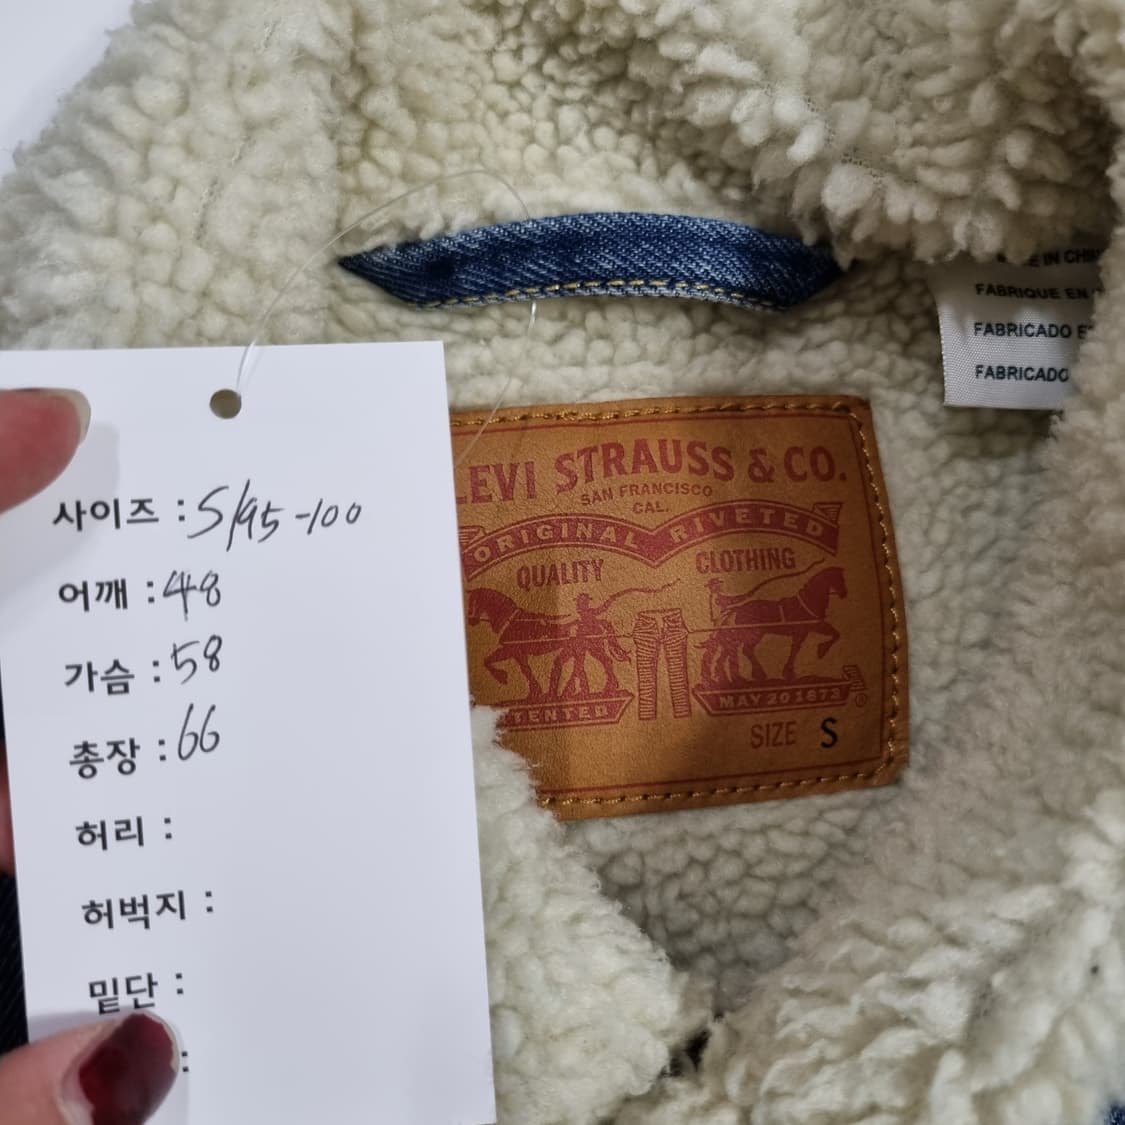 사이즈 : S/95-100
어깨 : 48
가슴 : 58
총장 : 66
허리 :
허벅지 :
밑단 :
:
LEVI STRAUSS & CO.
SAN FRANCISCO
CAL.
ORIGINAL RIVETED
QUALITY CLOTHING
MAY 20 1873
SIZE S
IN
FABRIQUE EN
FABRICADO
FABRICADO